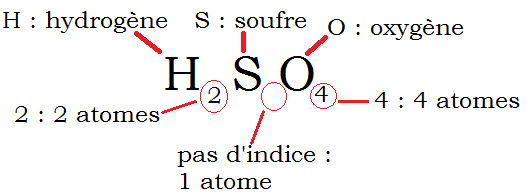 H : hydrogène
S : soufre
O : oxygène
H2SO4
2 : 2 atomes
4 : 4 atomes
pas d'indice :
1 atome